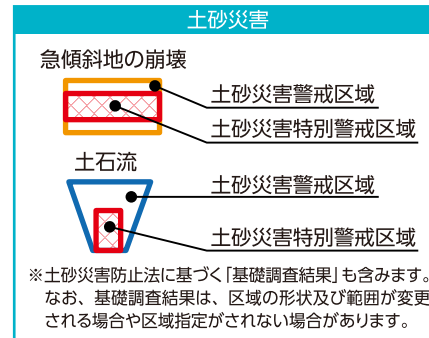 土砂災害
急傾斜地の崩壊
土砂災害警戒区域
土砂災害特別警戒区域
土石流
土砂災害警戒区域
土砂災害特別警戒区域
※土砂災害防止法に基づく「基礎調査結果」も含みます。
なお、基礎調査結果は、区域の形状及び範囲が変更
される場合や区域指定がされない場合があります。